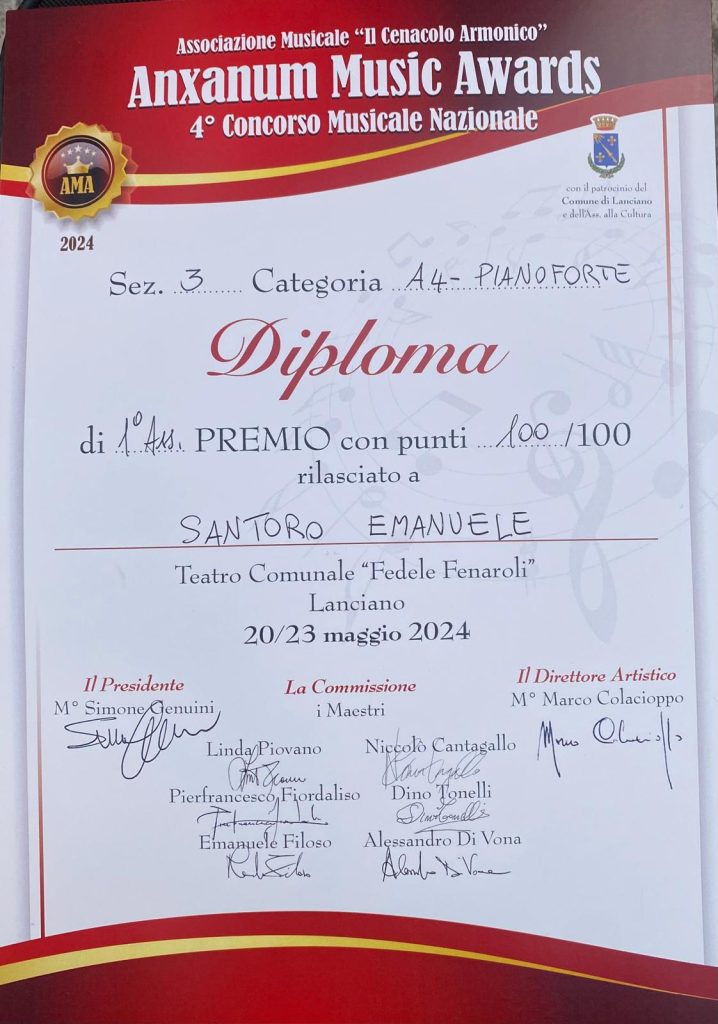 Associazione Musicale “Il Cenacolo Armonico”
Anxanum Music Awards
4° Concorso Musicale Nazionale
AMA
2024
con il patrocinio del
Comune di Lanciano
e dell'Ass. alla Cultura
Sez. 3 Categoria A4 - PIANOFORTE
Diploma
di 1° Ass. PREMIO con punti 100 /100
rilasciato a
SANTORO EMANUELE
Teatro Comunale “Fedele Fenaroli”
Lanciano
20/23 maggio 2024
Il Presidente
M° Simone Genuini
La Commissione
i Maestri
Il Direttore Artistico
M° Marco Colacioppo
Linda Piovano
Niccolò Cantagallo
Pierfrancesco Fiordaliso
Dino Tonelli
Emanuele Filoso
Alessandro Di Vona